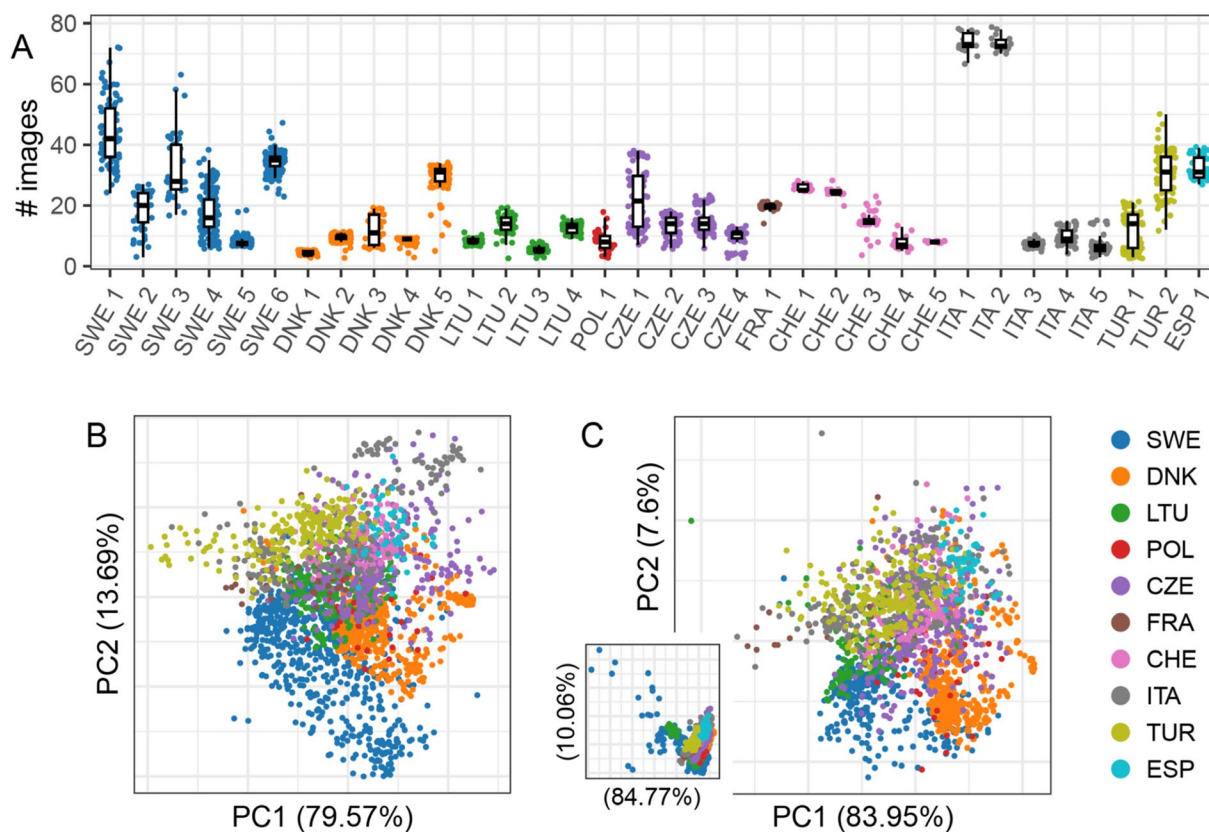 A
# images
80
60
40
20
0
SWE 1
SWE 2
SWE 3
SWE 4
SWE 5
SWE 6
DNK 1
DNK 2
DNK 3
DNK 4
DNK 5
LTU 1
LTU 2
LTU 3
LTU 4
POL 1
CZE 1
CZE 2
CZE 3
CZE 4
FRA 1
CHE 1
CHE 2
CHE 3
CHE 4
CHE 5
ITA 1
ITA 2
ITA 3
ITA 4
ITA 5
TUR 1
TUR 2
ESP 1
B
PC2 (13.69%)
PC1 (79.57%)
C
PC2 (7.6%)
(10.06%)
(84.77%)
PC1 (83.95%)
SWE
DNK
LTU
POL
CZE
FRA
CHE
ITA
TUR
ESP